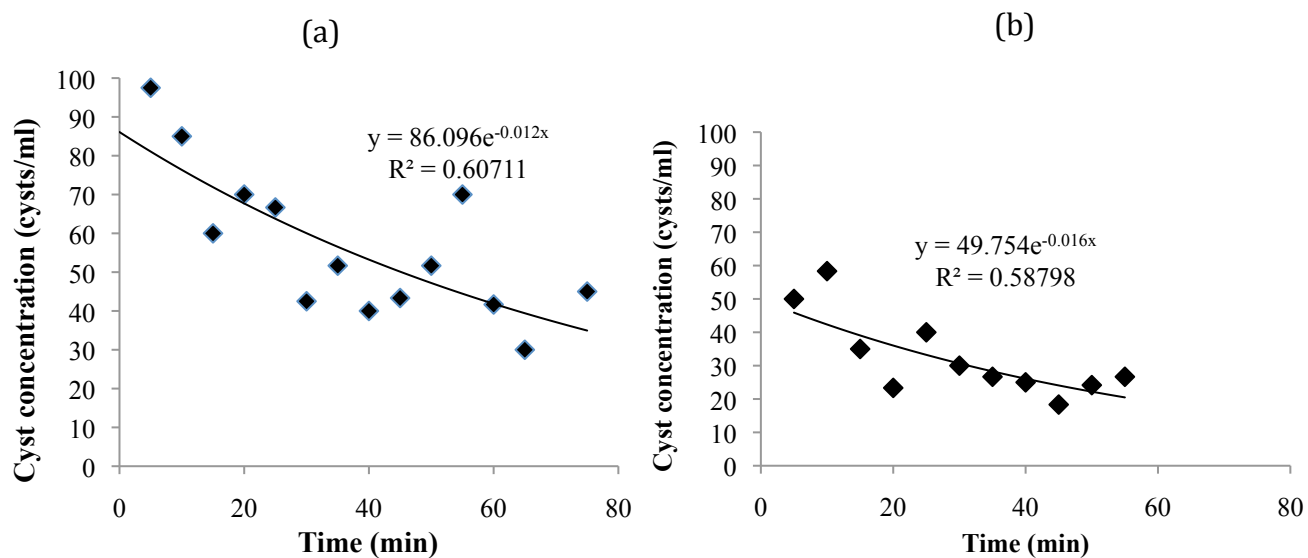 (a)
Cyst concentration (cysts/ml)
100
90
80
70
60
50
40
30
20
10
0
y = 86.096e^-0.012x
R² = 0.60711
0 20 40 60 80
Time (min)
(b)
Cyst concentration (cysts/ml)
100
90
80
70
60
50
40
30
20
10
0
y = 49.754e^-0.016x
R² = 0.58798
0 20 40 60 80
Time (min)